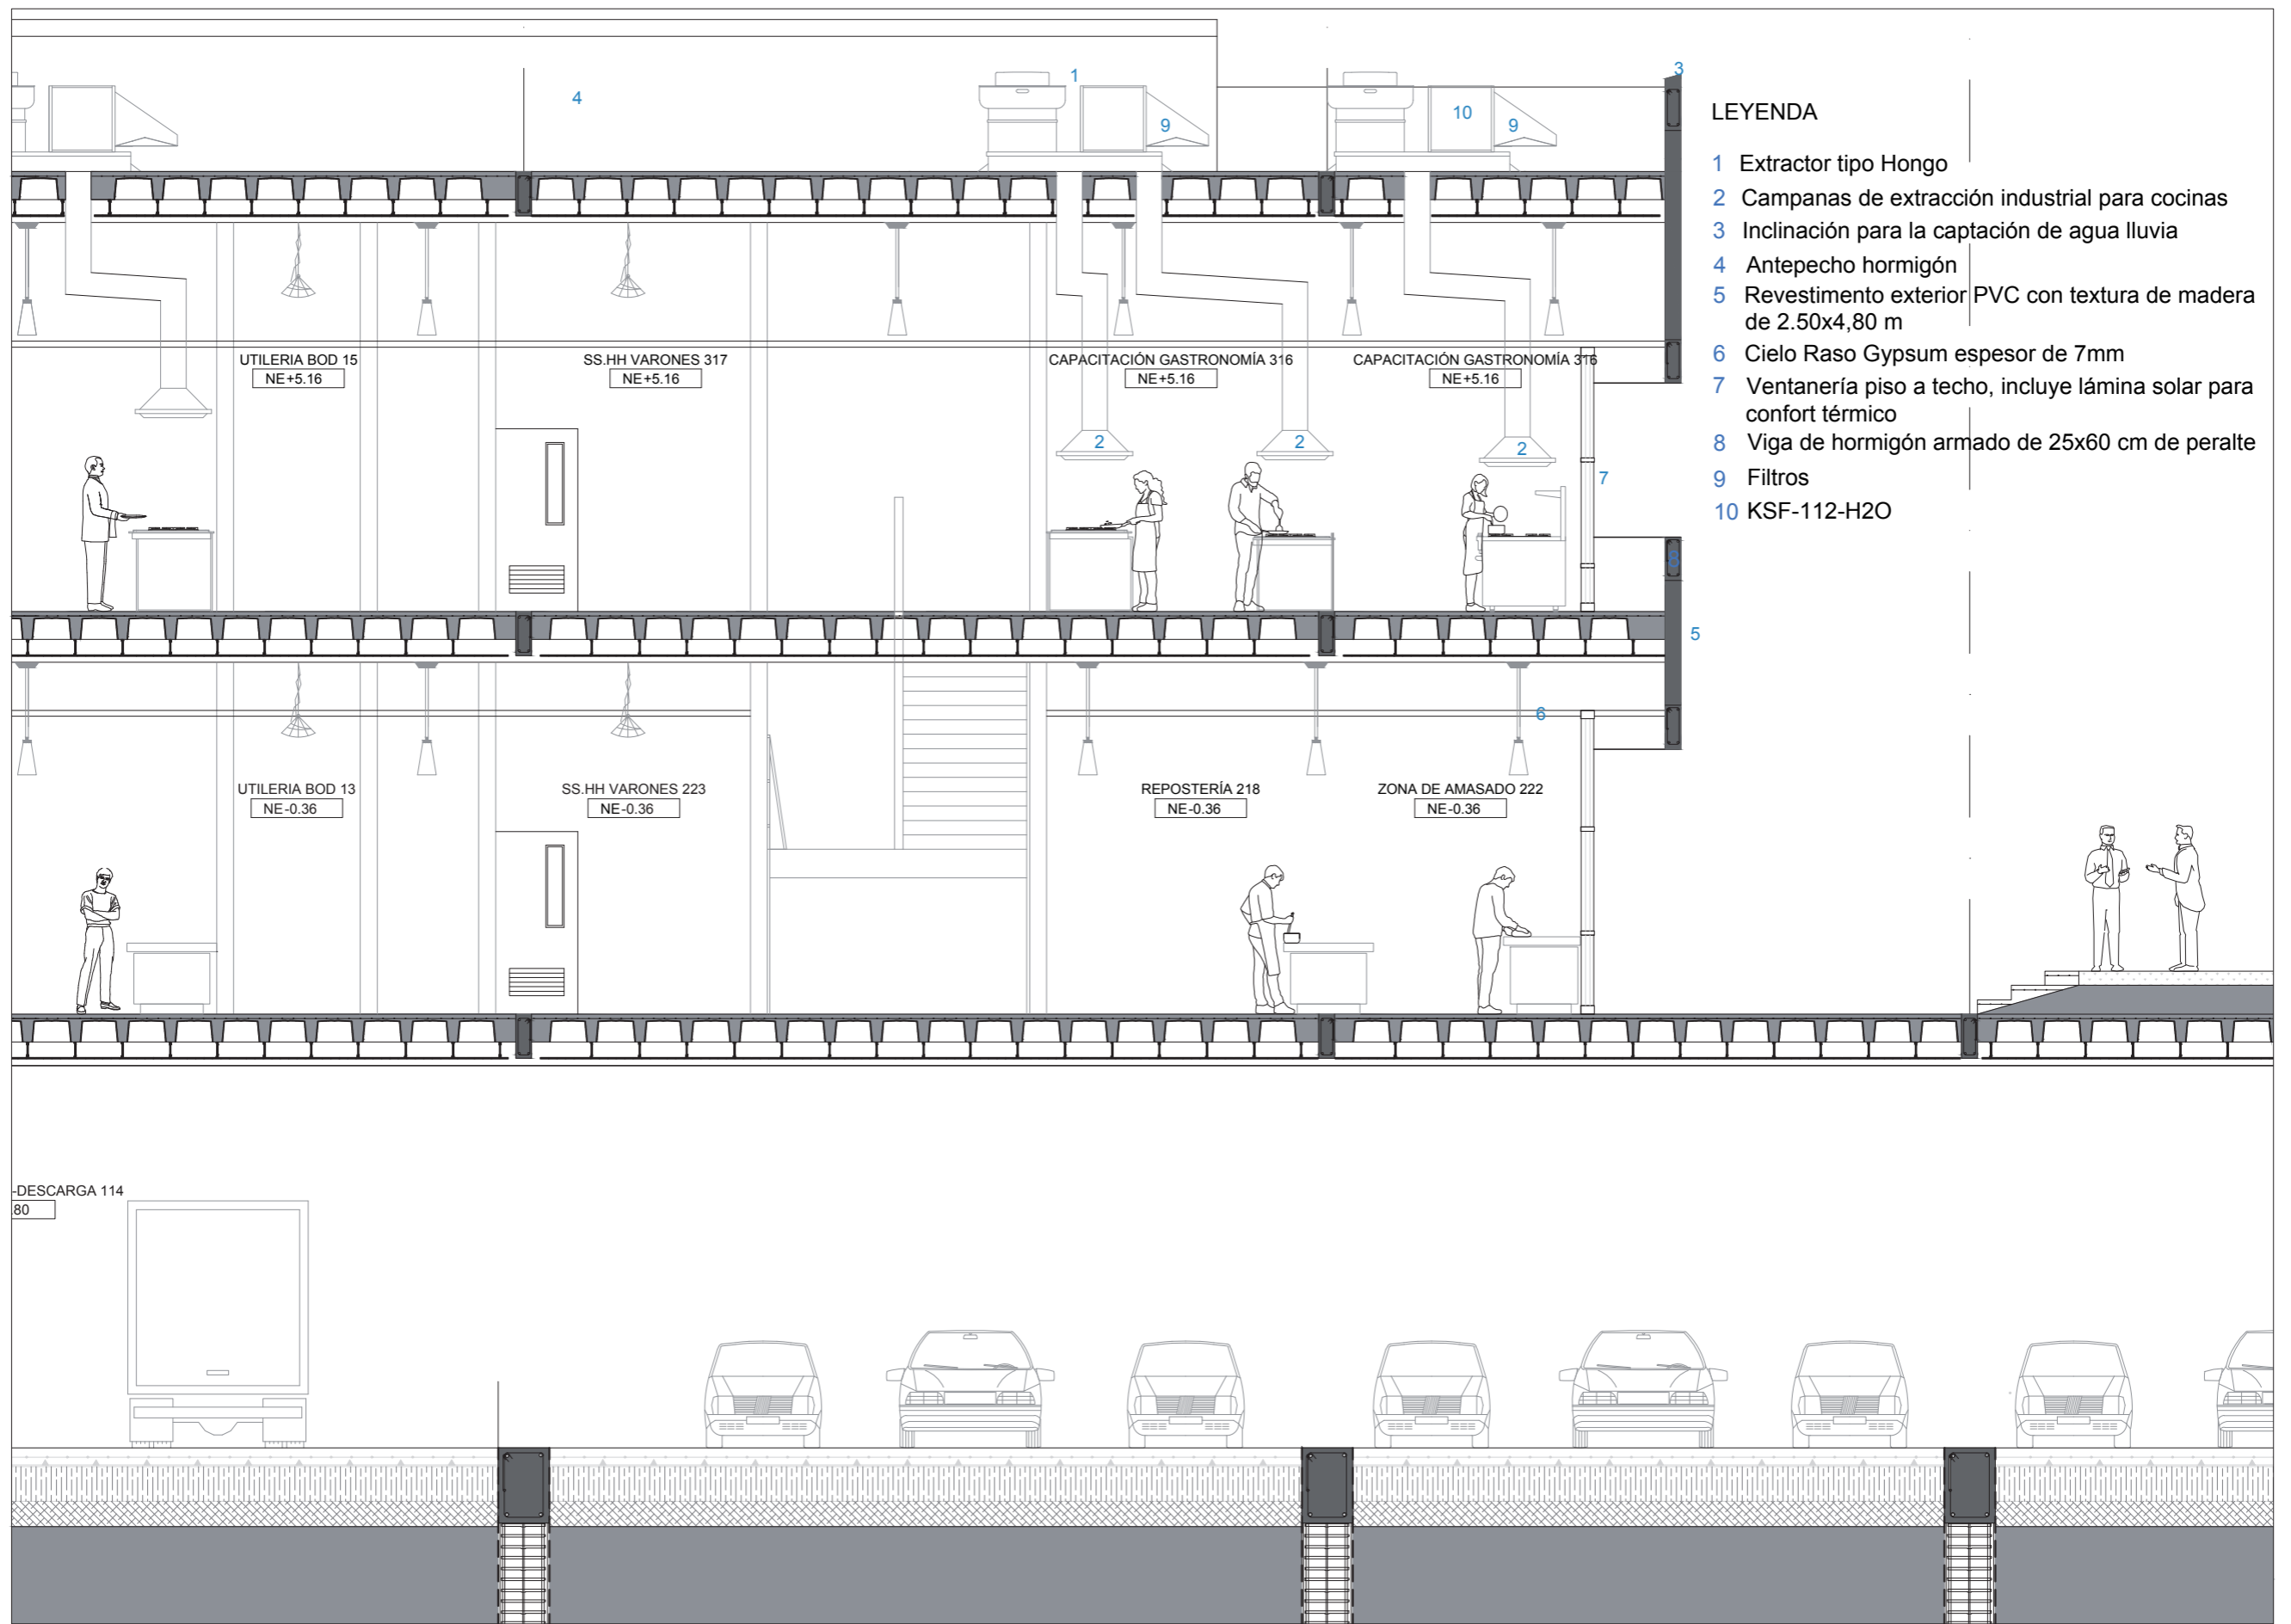 1
3
4
10
9
9
LEYENDA
1 Extractor tipo Hongo
2 Campanas de extracción industrial para cocinas
3 Inclinación para la captación de agua lluvia
4 Antepecho hormigón
5 Revestimento exterior PVC con textura de madera
de 2.50x4,80 m
6 Cielo Raso Gypsum espesor de 7mm
7 Ventanería piso a techo, incluye lámina solar para
confort térmico
8 Viga de hormigón armado de 25x60 cm de peralte
9 Filtros
10 KSF-112-H2O
UTILERIA BOD 15
NE+5.16
SS.HH VARONES 317
NE+5.16
CAPACITACIÓN GASTRONOMÍA 316
NE+5.16
CAPACITACIÓN GASTRONOMÍA 316
NE+5.16
2
2
2
7
8
5
6
UTILERIA BOD 13
NE-0.36
SS.HH VARONES 223
NE-0.36
REPOSTERÍA 218
NE-0.36
ZONA DE AMASADO 222
NE-0.36
-DESCARGA 114
.80